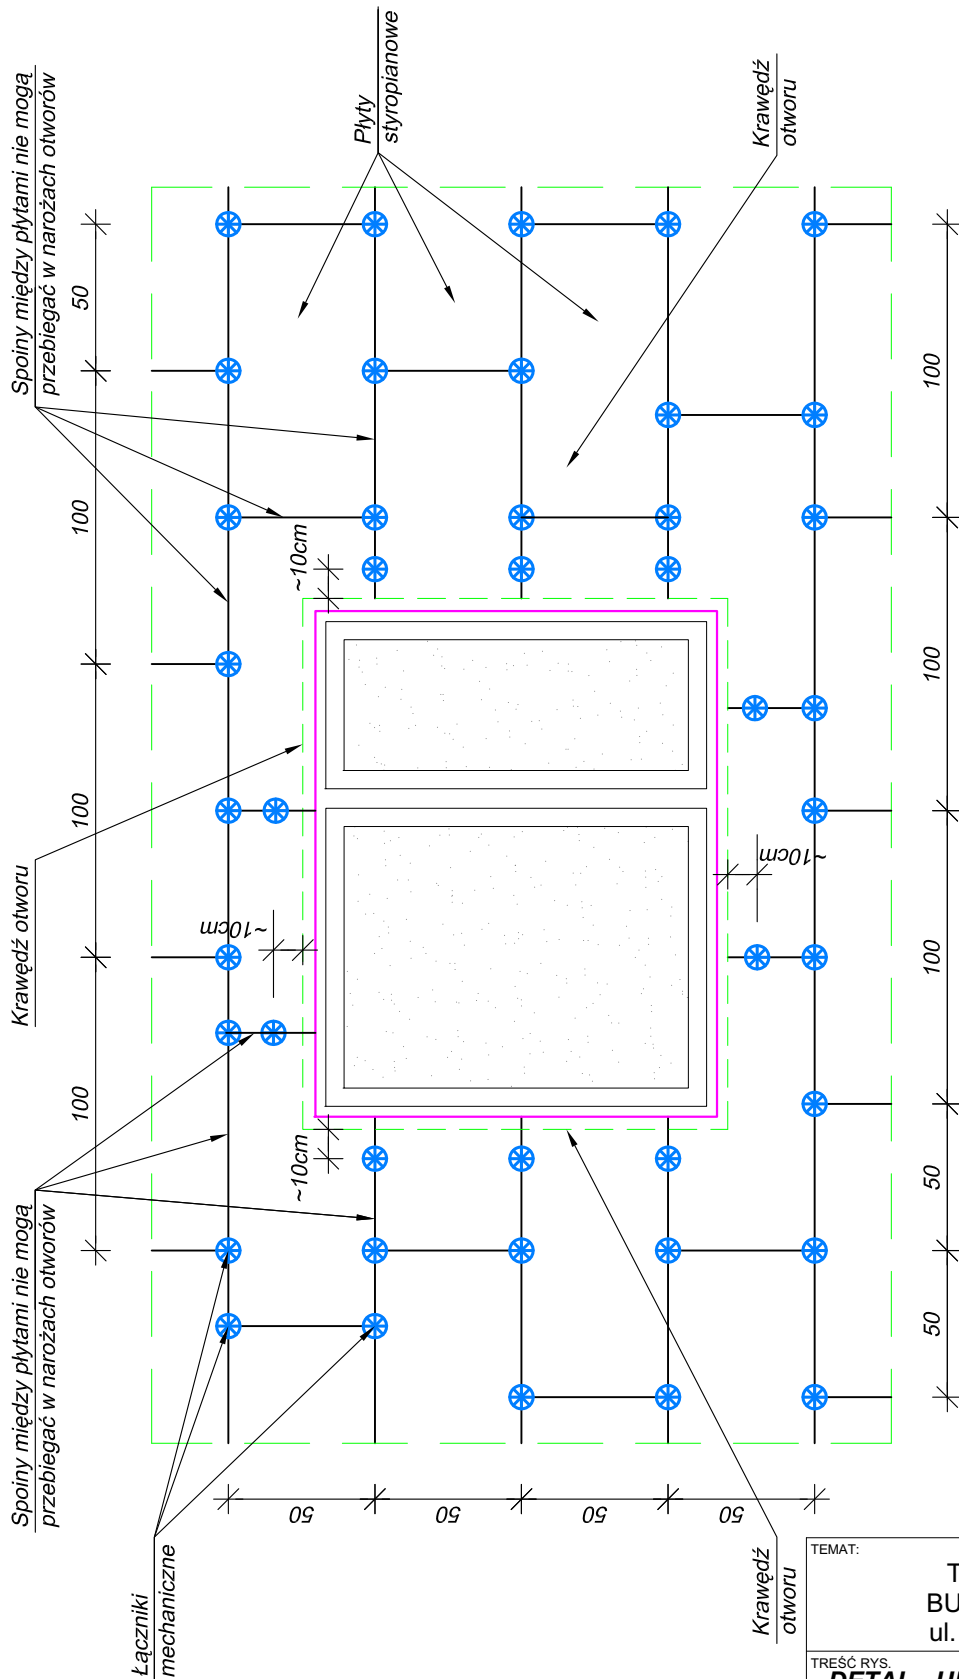 Spoiny między płytami nie mogą
przebiegać w narożach otworów
Płyty
styropianowe
Krawędź
otworu
50
100
100
100
~10cm
Krawędź otworu
~10cm
~10cm
~10cm
100
100
100
50
50
Spoiny między płytami nie mogą
przebiegać w narożach otworów
Łączniki
mechaniczne
50
50
50
50
Krawędź
otworu
TEMAT:
T
BU
ul.
TREŚĆ RYS.